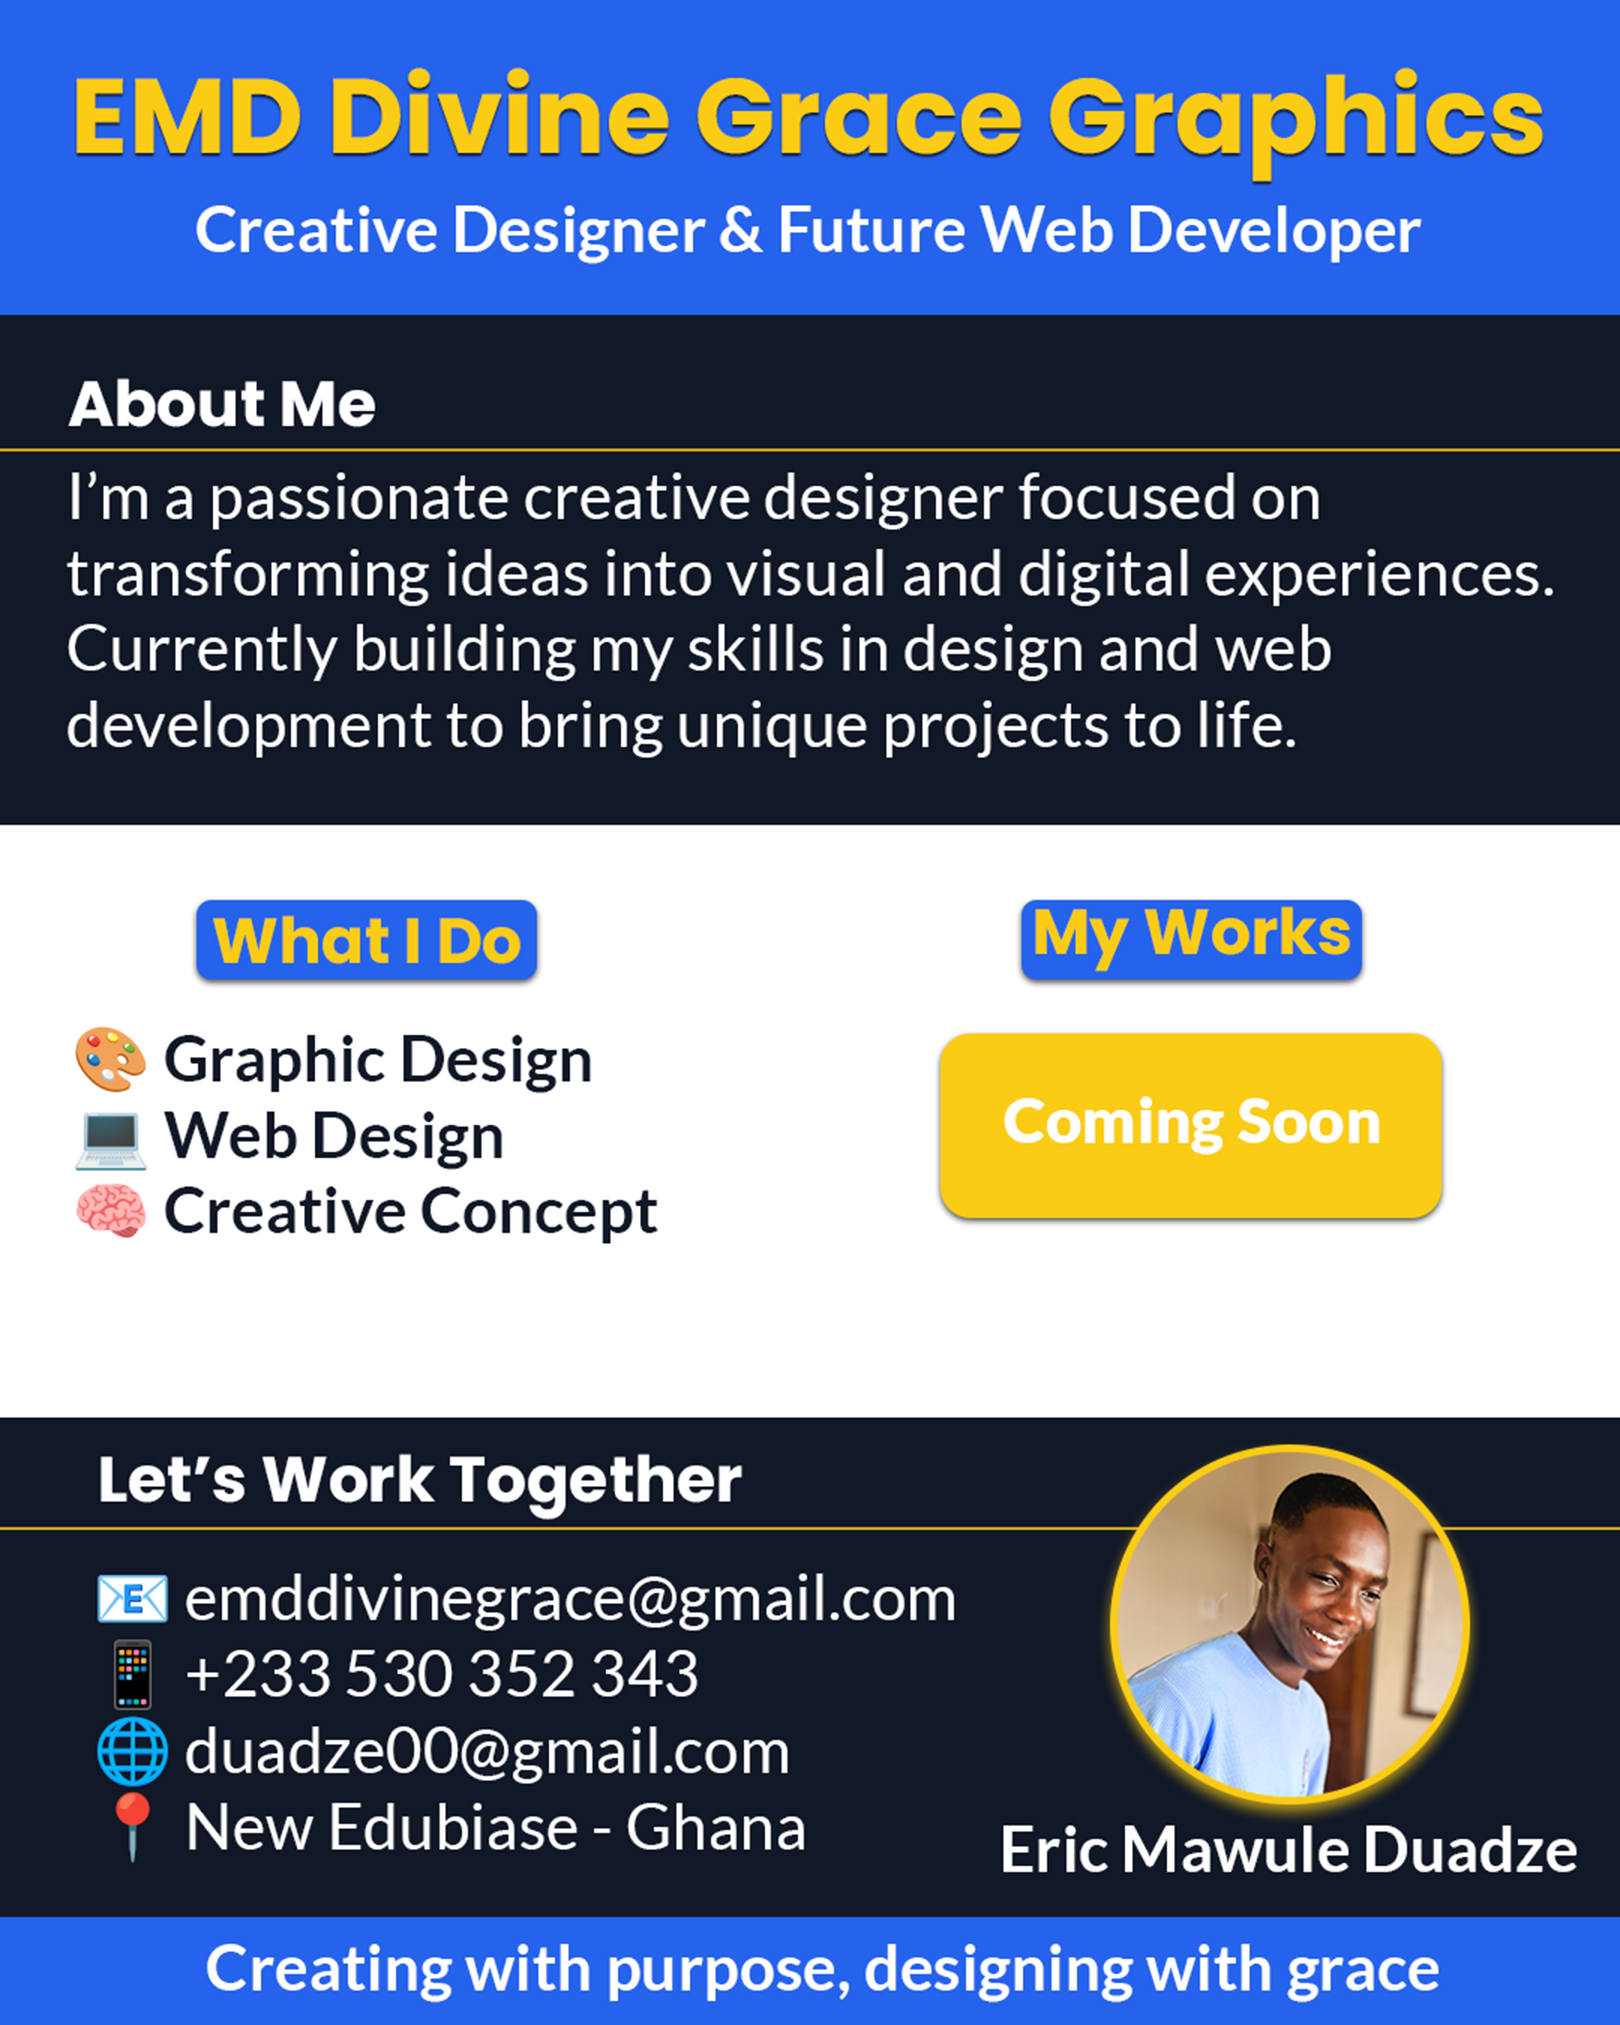 EMD Divine Grace Graphics
Creative Designer & Future Web Developer
About Me
I’m a passionate creative designer focused on
transforming ideas into visual and digital experiences.
Currently building my skills in design and web
development to bring unique projects to life.
What I Do
🎨 Graphic Design
💻 Web Design
🧠 Creative Concept
My Works
Coming Soon
Let’s Work Together
📧 emddivinegrace@gmail.com
📱 +233 530 352 343
🌐 duadze00@gmail.com
📍 New Edubiase - Ghana
Eric Mawule Duadze
Creating with purpose, designing with grace